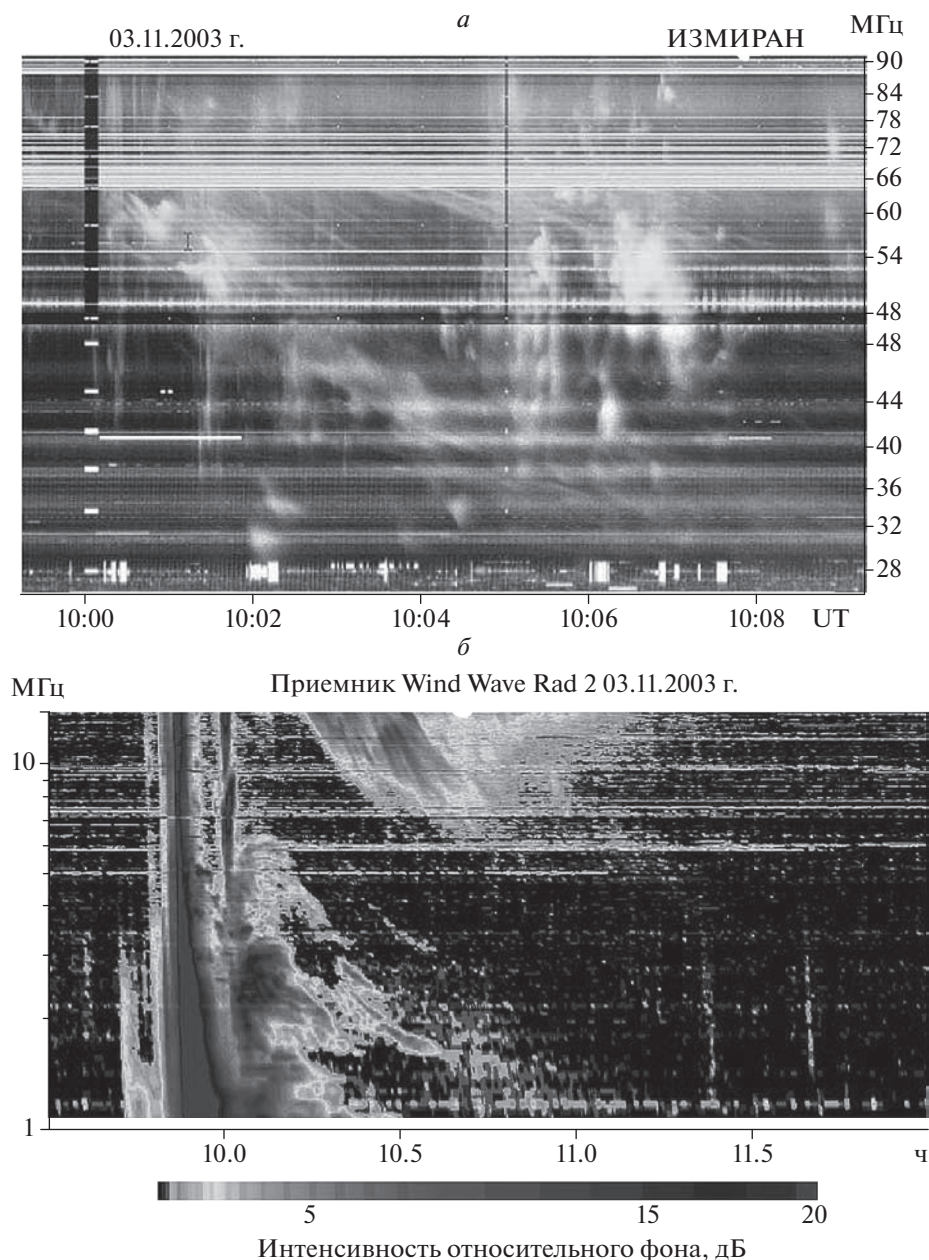 а
МГц
03.11.2003 г.
ИЗМИРАН
90
84
78
72
66
60
54
48
48
44
40
36
32
28
10:00 10:02 10:04 10:06 10:08 UT
б
МГц
Приемник Wind Wave Rad 2 03.11.2003 г.
10
1
10.0 10.5 11.0 11.5 ч
5 15 20
Интенсивность относительного фона, дБ